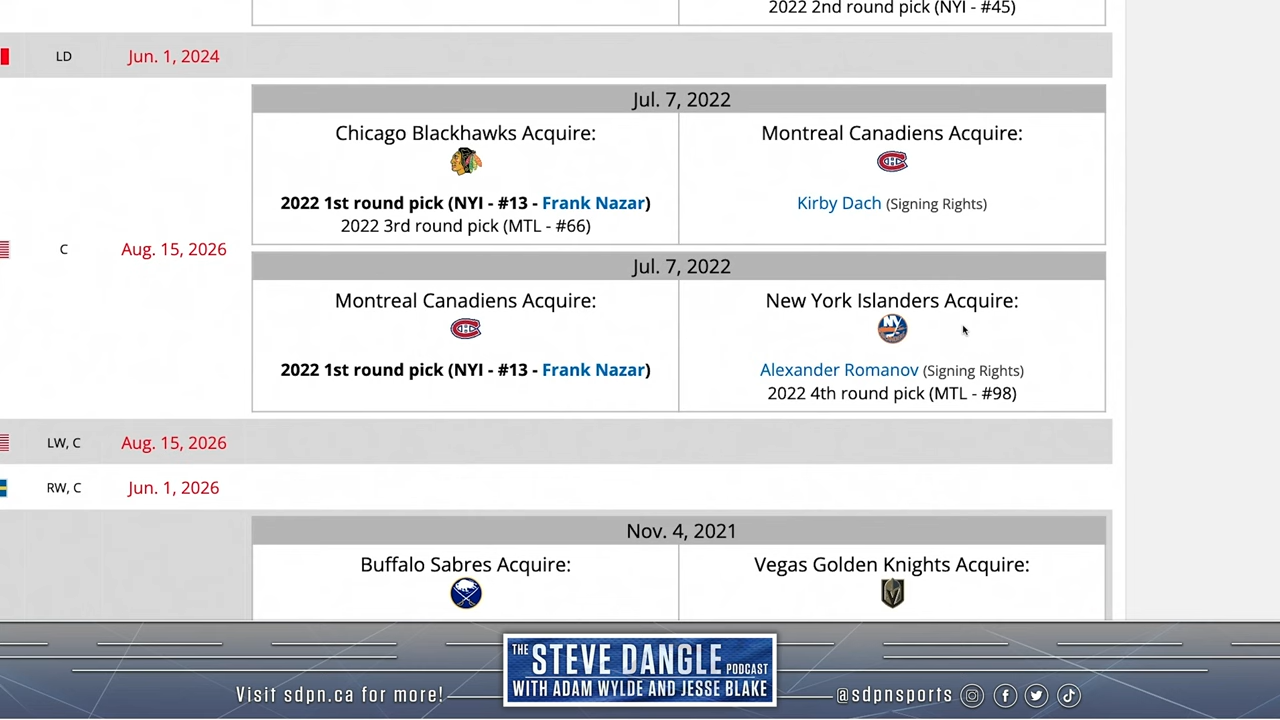 2022 2nd round pick (NYI - #45)
LD Jun. 1, 2024
Jul. 7, 2022
Chicago Blackhawks Acquire: Montreal Canadiens Acquire:
2022 1st round pick (NYI - #13 - Frank Nazar) Kirby Dach (Signing Rights)
2022 3rd round pick (MTL - #66)
C Aug. 15, 2026
Jul. 7, 2022
Montreal Canadiens Acquire: New York Islanders Acquire:
NY
2022 1st round pick (NYI - #13 - Frank Nazar) Alexander Romanov (Signing Rights)
2022 4th round pick (MTL - #98)
LW, C Aug. 15, 2026
RW, C Jun. 1, 2026
Nov. 4, 2021
Buffalo Sabres Acquire: Vegas Golden Knights Acquire:
THE STEVE DANGLE PODCAST
WITH ADAM WYLDE AND JESSE BLAKE
Visit sdpn.ca for more! @sdpnsports